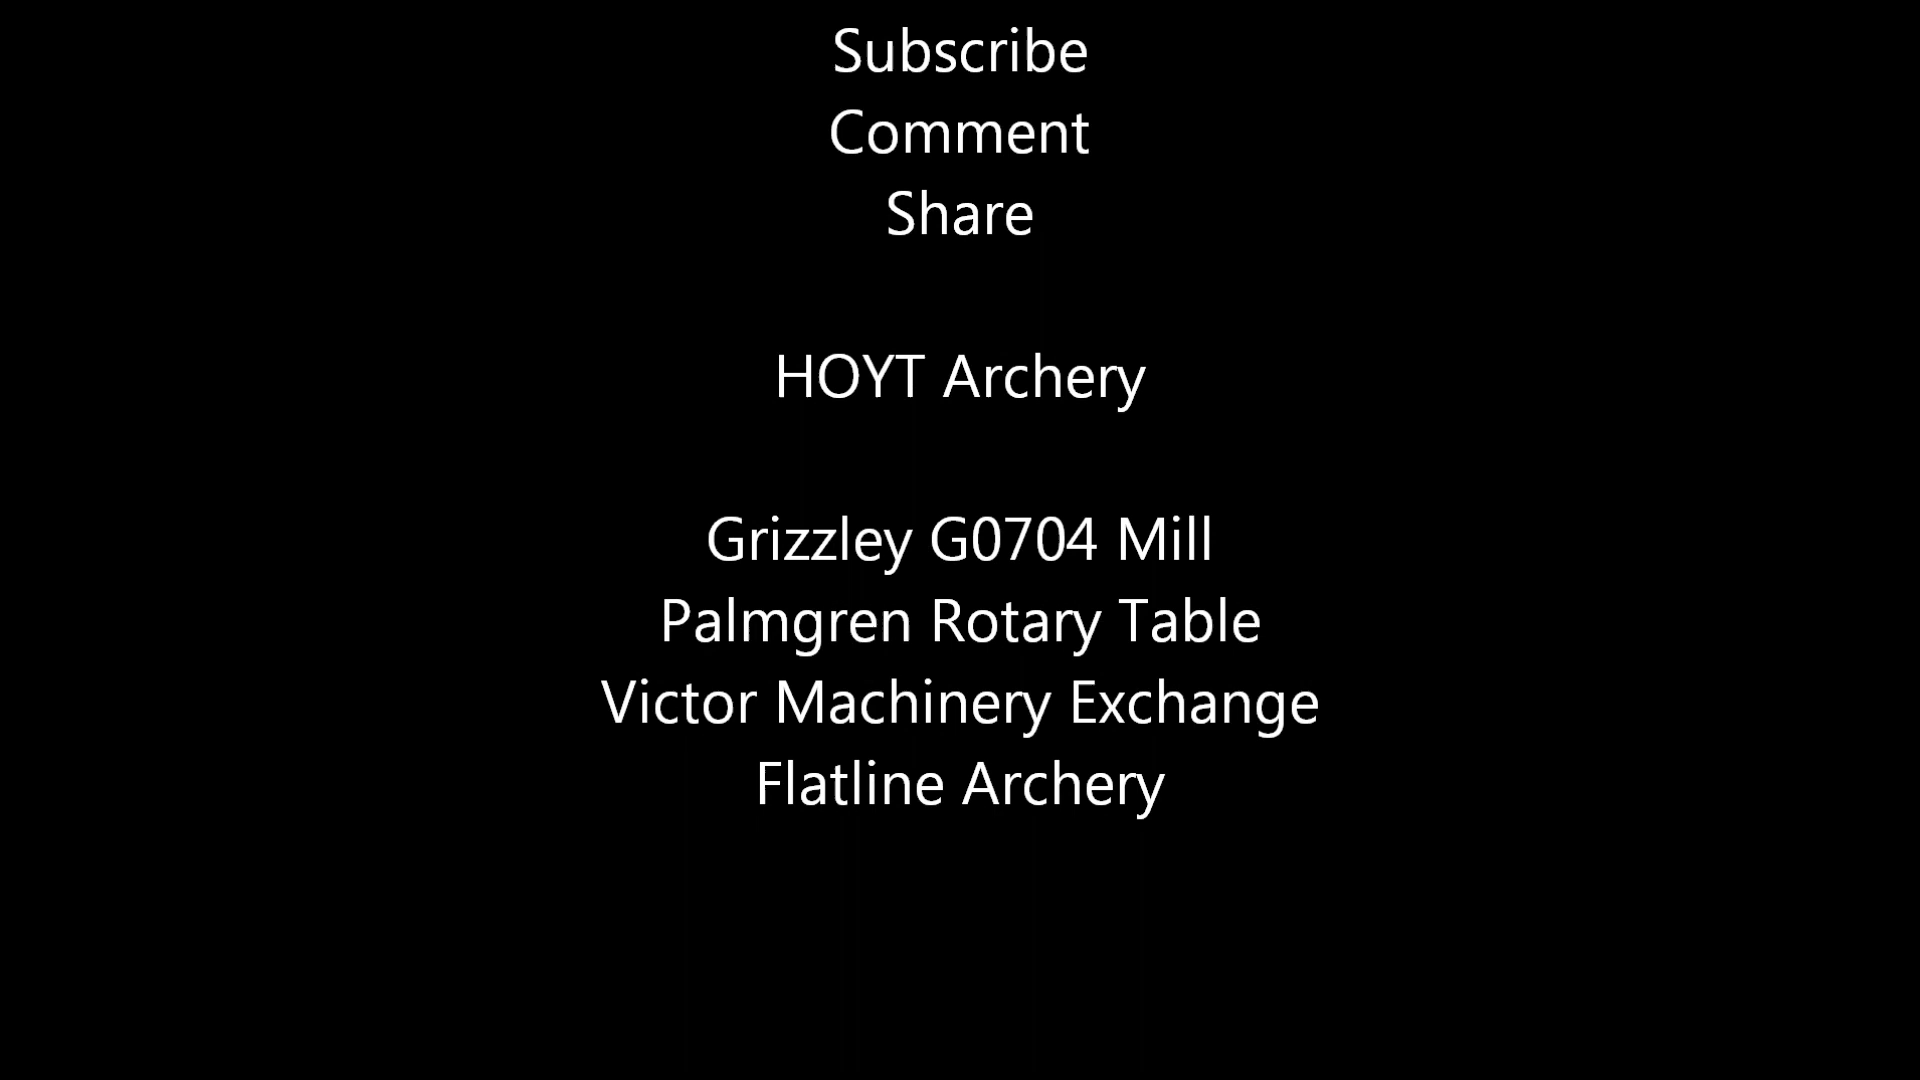 Subscribe
Comment
Share
HOYT Archery
Grizzley G0704 Mill
Palmgren Rotary Table
Victor Machinery Exchange
Flatline Archery